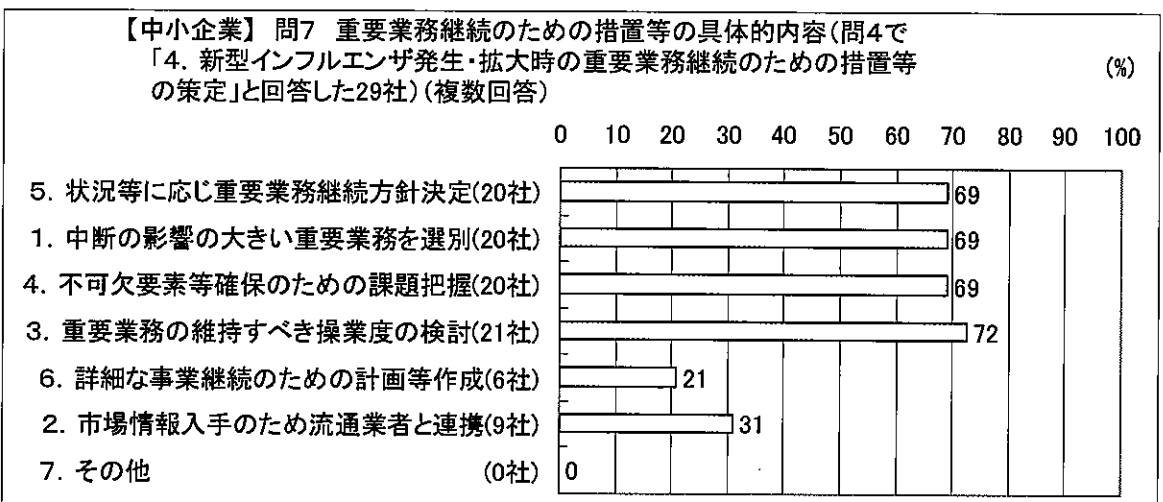 【中小企業】 問7 重要業務継続のための措置等の具体的内容(問4で
「4. 新型インフルエンザ発生・拡大時の重要業務継続のための措置等
の策定」と回答した29社)(複数回答)
(%)
0 10 20 30 40 50 60 70 80 90 100
5. 状況等に応じ重要業務継続方針決定(20社) 69
1. 中断の影響の大きい重要業務を選別(20社) 69
4. 不可欠要素等確保のための課題把握(20社) 69
3. 重要業務の維持すべき操業度の検討(21社) 72
6. 詳細な事業継続のための計画等作成(6社) 21
2. 市場情報入手のため流通業者と連携(9社) 31
7. その他 (0社) 0